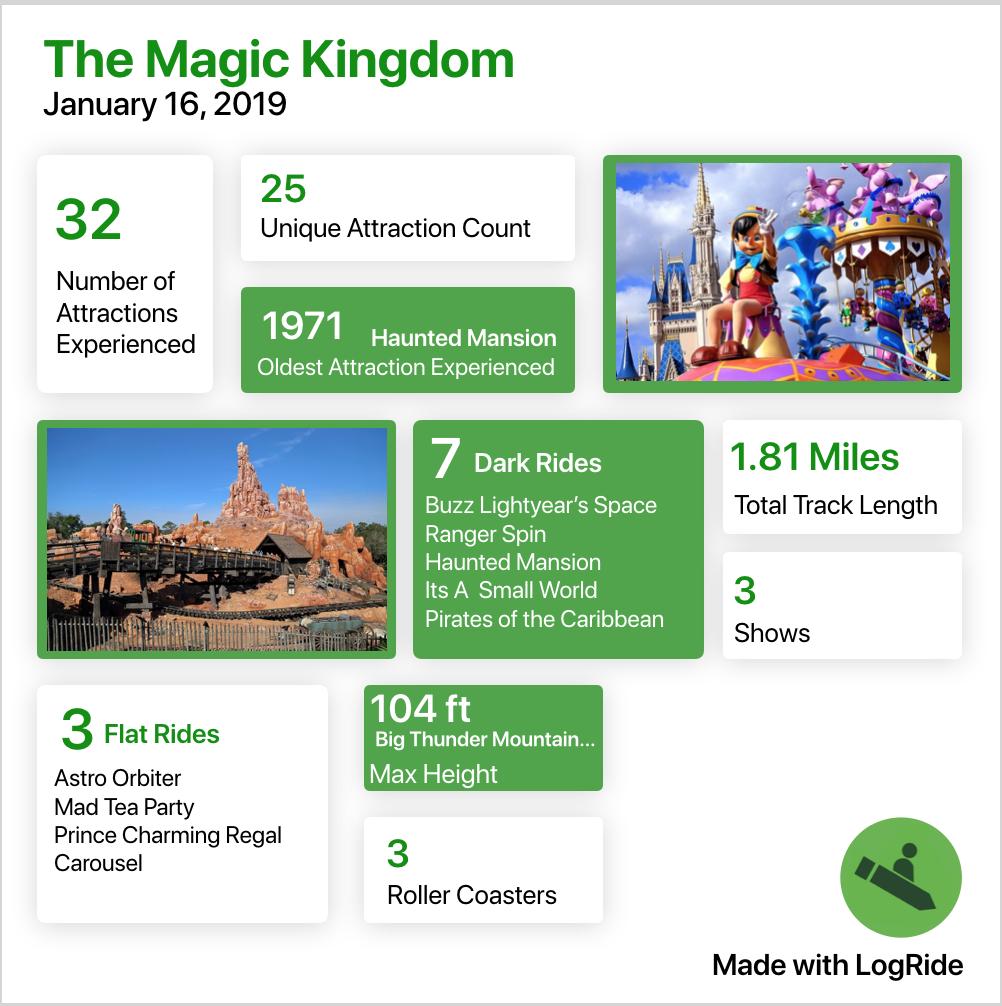 The Magic Kingdom
January 16, 2019
32
Number of
Attractions
Experienced
25
Unique Attraction Count
1971 Haunted Mansion
Oldest Attraction Experienced
7 Dark Rides
Buzz Lightyear’s Space
Ranger Spin
Haunted Mansion
Its A  Small World
Pirates of the Caribbean
1.81 Miles
Total Track Length
3
Shows
3 Flat Rides
Astro Orbiter
Mad Tea Party
Prince Charming Regal
Carousel
104 ft
Big Thunder Mountain...
Max Height
3
Roller Coasters
Made with LogRide